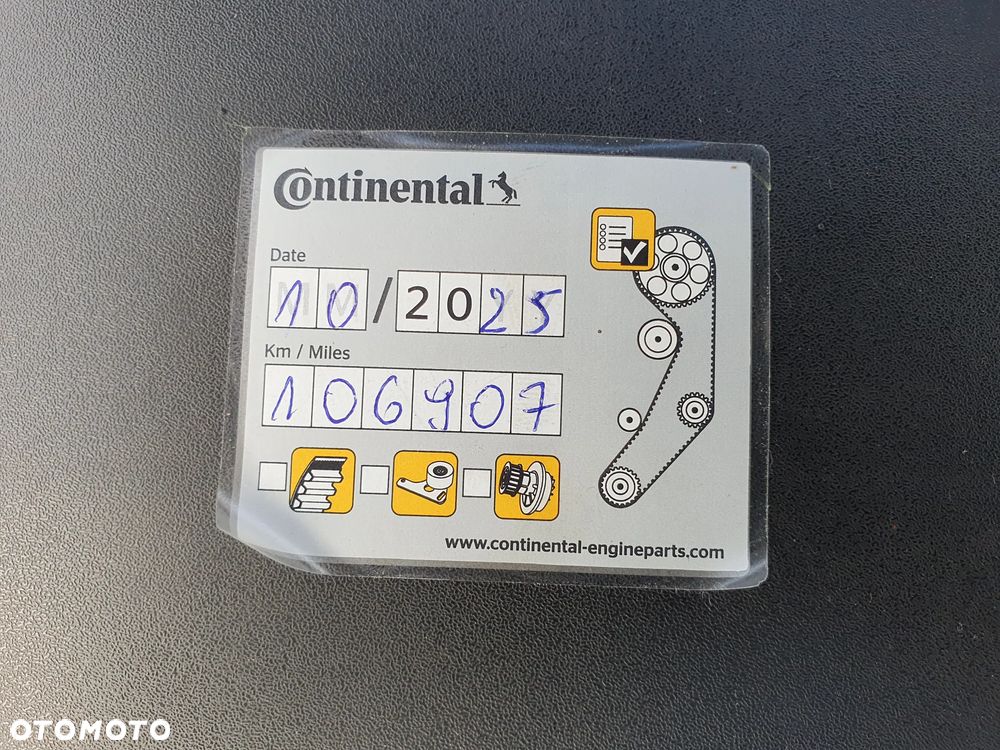 Continental
Date
10/2025
Km / Miles
106907
www.continental-engineparts.com
OTOMOTO